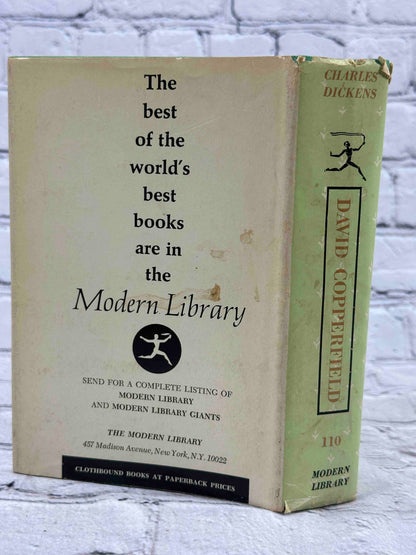 The
best
of the
world's
best
books
are in
the
Modern Library
SEND FOR A COMPLETE LISTING OF
MODERN LIBRARY
AND MODERN LIBRARY GIANTS
THE MODERN LIBRARY
457 Madison Avenue, New York, N.Y. 10022
CLOTHBOUND BOOKS AT PAPERBACK PRICES
CHARLES
DICKENS
DAVID COPPERFIELD
110
MODERN
LIBRARY